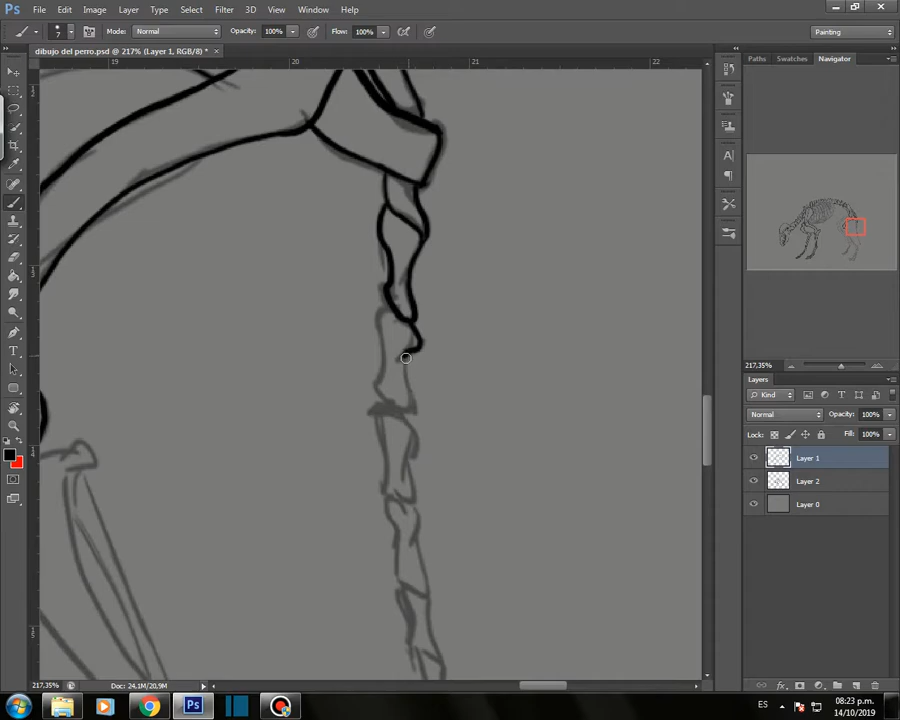 Ps File Edit Image Layer Type Select Filter 3D View Window Help
7 Mode: Normal Opacity: 100% Flow: 100% Painting
dibujo del perro.psd @ 217% (Layer 1, RGB/8) * ×
Paths Swatches Navigator
19 20 21 22
217,35%
Layers
Kind
Normal Opacity: 100%
Lock: Fill: 100%
Layer 1
Layer 2
Layer 0
217,35% Doc: 24.1M/20.9M
Ps ES 08:23 p.m.
14/10/2019